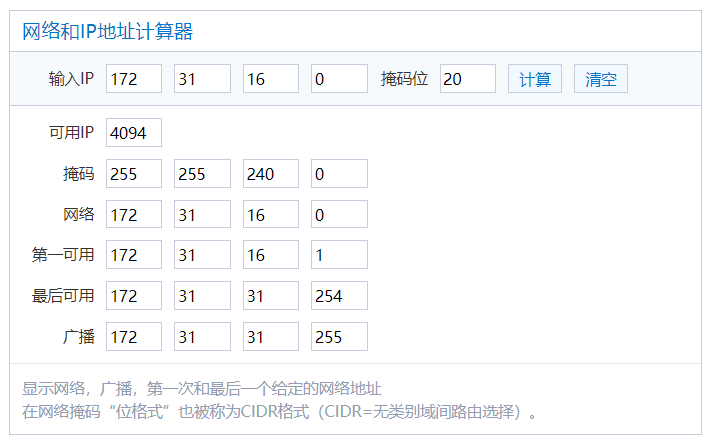 网络和IP地址计算器
输入IP 172 31 16 0 掩码位 20 计算 清空
可用IP 4094
掩码 255 255 240 0
网络 172 31 16 0
第一可用 172 31 16 1
最后可用 172 31 31 254
广播 172 31 31 255
显示网络，广播，第一次和最后一个给定的网络地址
在网络掩码“位格式”也被称为CIDR格式（CIDR=无类别域间路由选择）。